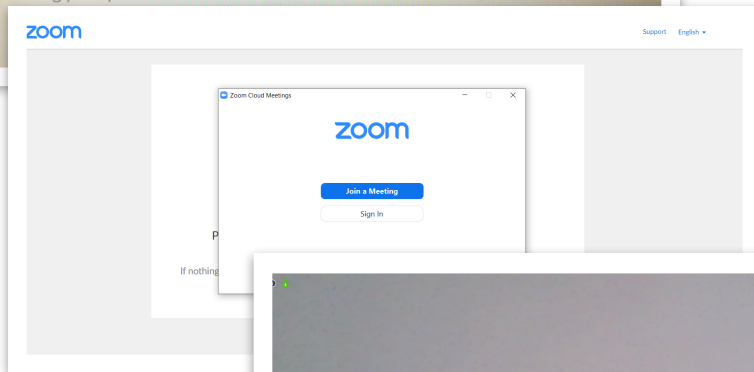 zoom
Support English
Zoom Cloud Meetings
zoom
Join a Meeting
Sign In
P
If nothing